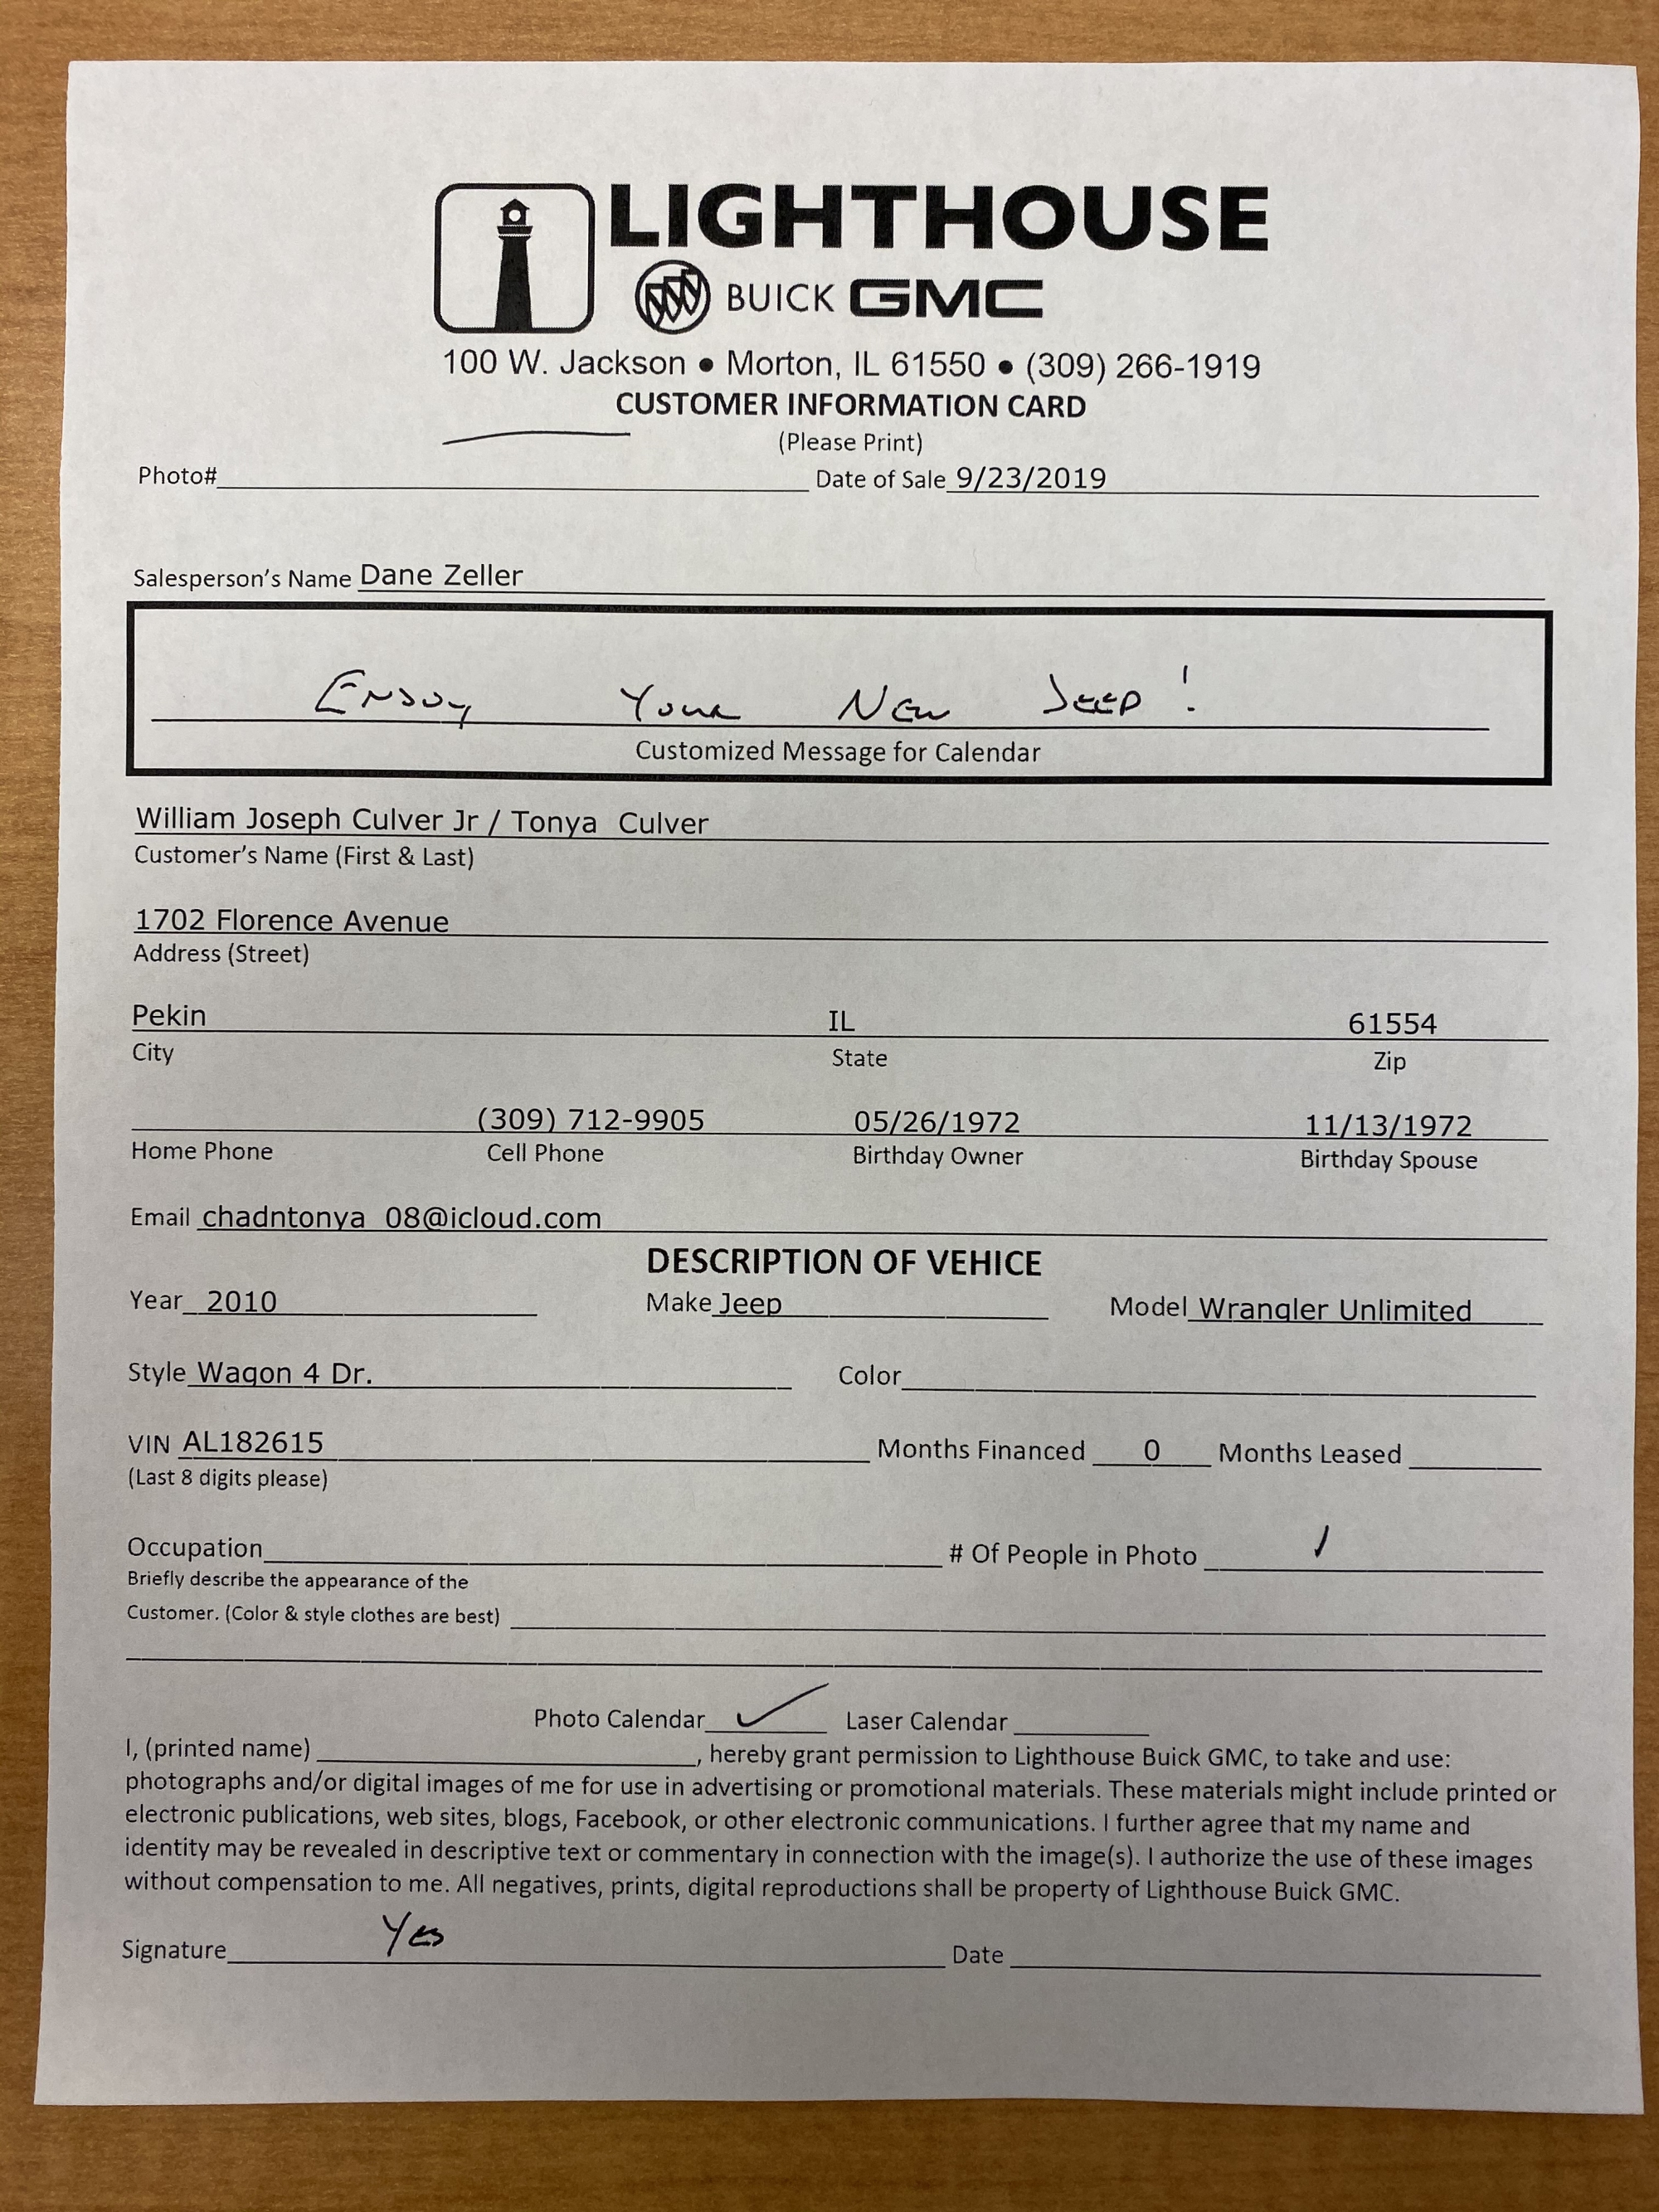 LIGHTHOUSE
BUICK GMC
100 W. Jackson ● Morton, IL 61550 ● (309) 266-1919
CUSTOMER INFORMATION CARD
(Please Print)
Photo# Date of Sale 9/23/2019
Salesperson's Name Dane Zeller
Enjoy Your New Jeep!
Customized Message for Calendar
William Joseph Culver Jr / Tonya Culver
Customer's Name (First & Last)
1702 Florence Avenue
Address (Street)
Pekin IL 61554
City State Zip
(309) 712-9905 05/26/1972 11/13/1972
Home Phone Cell Phone Birthday Owner Birthday Spouse
Email chadntonya_08@icloud.com
DESCRIPTION OF VEHICE
Year 2010 Make Jeep Model Wrangler Unlimited
Style Wagon 4 Dr. Color
VIN AL182615 Months Financed 0 Months Leased
(Last 8 digits please)
Occupation # Of People in Photo 1
Briefly describe the appearance of the
Customer. (Color & style clothes are best)
Photo Calendar ✓ Laser Calendar
I, (printed name) , hereby grant permission to Lighthouse Buick GMC, to take and use:
photographs and/or digital images of me for use in advertising or promotional materials. These materials might include printed or
electronic publications, web sites, blogs, Facebook, or other electronic communications. I further agree that my name and
identity may be revealed in descriptive text or commentary in connection with the image(s). I authorize the use of these images
without compensation to me. All negatives, prints, digital reproductions shall be property of Lighthouse Buick GMC.
Signature Yes Date